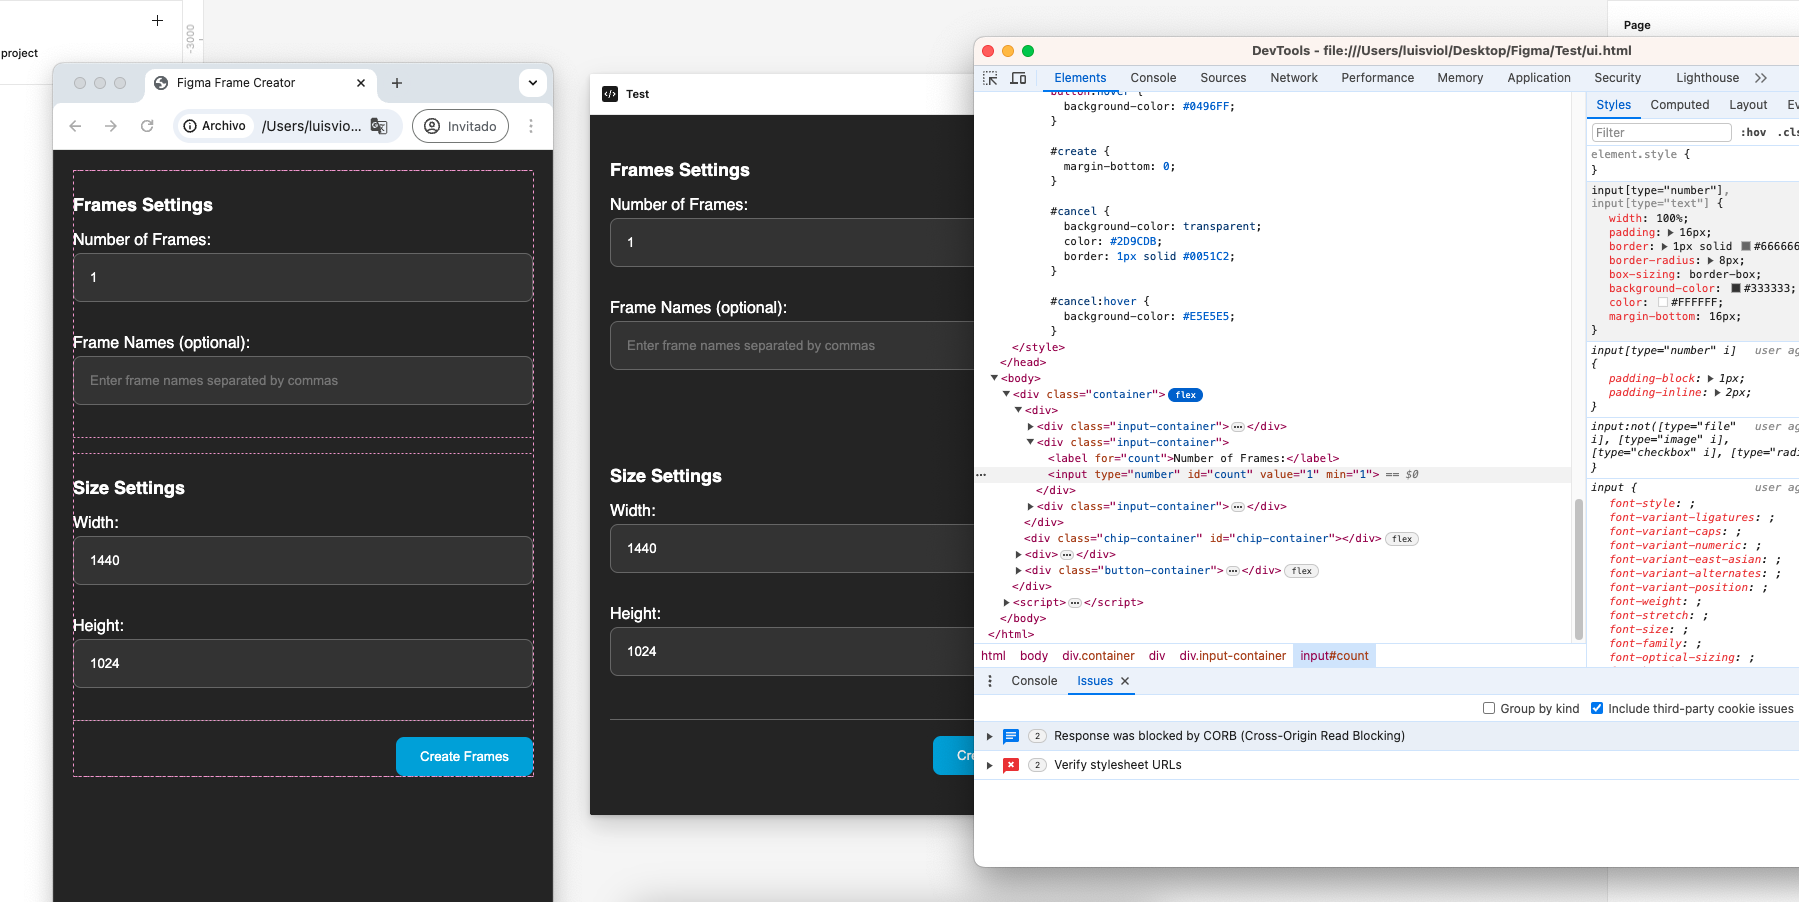 project
-3000
Page
Figma Frame Creator
Archivo
/Users/luisvio...
Invitado
Frames Settings
Number of Frames:
1
Frame Names (optional):
Enter frame names separated by commas
Size Settings
Width:
1440
Height:
1024
Create Frames
Test
Frames Settings
Number of Frames:
1
Frame Names (optional):
Enter frame names separated by commas
Size Settings
Width:
1440
Height:
1024
Cre
DevTools - file:///Users/luisviol/Desktop/Figma/Test/ui.html
Elements Console Sources Network Performance Memory Application Security Lighthouse
button:hover {
background-color: #0496FF;
}
#create {
margin-bottom: 0;
}
#cancel {
background-color: transparent;
color: #2D9CDB;
border: 1px solid #0051C2;
}
#cancel:hover {
background-color: #E5E5E5;
}
</style>
</head>
<body>
<div class="container"> flex
<div>
<div class="input-container"> ⋯ </div>
<div class="input-container">
<label for="count">Number of Frames:</label>
<input type="number" id="count" value="1" min="1"> == $0
</div>
<div class="input-container"> ⋯ </div>
</div>
<div class="chip-container" id="chip-container"></div> flex
<div> ⋯ </div>
<div class="button-container"> ⋯ </div> flex
</div>
<script> ⋯ </script>
</body>
</html>
html body div.container div div.input-container input#count
Styles Computed Layout Ev
Filter :hov .cls
element.style {
}
input[type="number"],
input[type="text"] {
width: 100%;
padding: 16px;
border: 1px solid #666666
border-radius: 8px;
box-sizing: border-box;
background-color: #333333;
color: #FFFFFF;
margin-bottom: 16px;
}
input[type="number" i] user ag
{
padding-block: 1px;
padding-inline: 2px;
}
input:not([type="file" user ag
i], [type="image" i],
[type="checkbox" i], [type="radi
}
input { user ag
font-style: ;
font-variant-ligatures: ;
font-variant-caps: ;
font-variant-numeric: ;
font-variant-east-asian: ;
font-variant-alternates: ;
font-variant-position: ;
font-weight: ;
font-stretch: ;
font-size: ;
font-family: ;
font-optical-sizing: ;
Console Issues
Group by kind Include third-party cookie issues
2 Response was blocked by CORB (Cross-Origin Read Blocking)
2 Verify stylesheet URLs